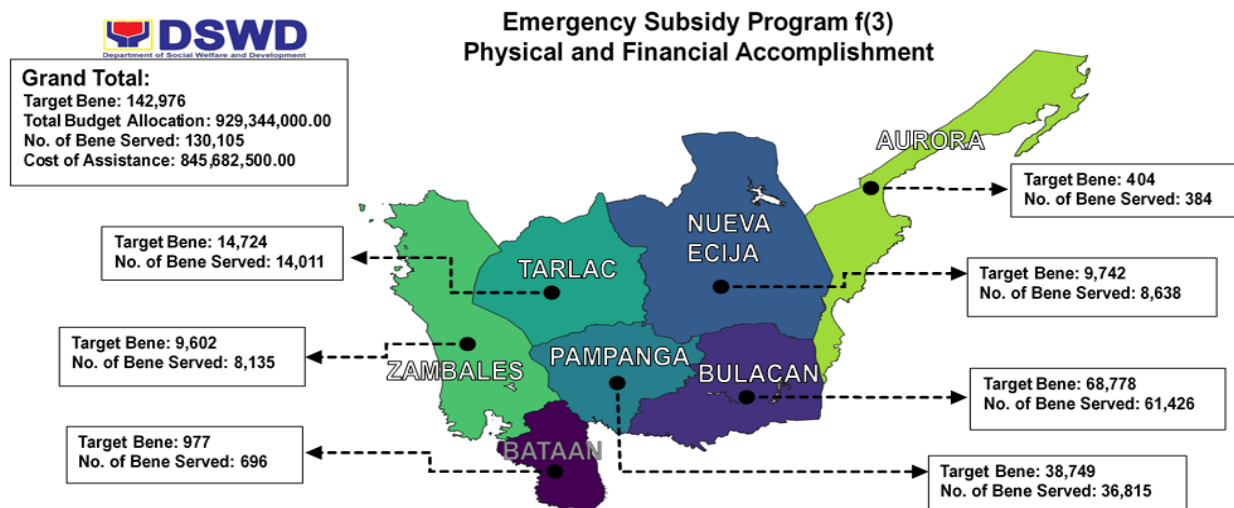 DSWD
Department of Social Welfare and Development
Emergency Subsidy Program f(3)
Physical and Financial Accomplishment
Grand Total:
Target Bene: 142,976
Total Budget Allocation: 929,344,000.00
No. of Bene Served: 130,105
Cost of Assistance: 845,682,500.00
AURORA
Target Bene: 404
No. of Bene Served: 384
NUEVA
ECIJA
Target Bene: 14,724
No. of Bene Served: 14,011
TARLAC
Target Bene: 9,742
No. of Bene Served: 8,638
Target Bene: 9,602
No. of Bene Served: 8,135
ZAMBALES
PAMPANGA
BULACAN
Target Bene: 68,778
No. of Bene Served: 61,426
Target Bene: 977
No. of Bene Served: 696
BATAAN
Target Bene: 38,749
No. of Bene Served: 36,815